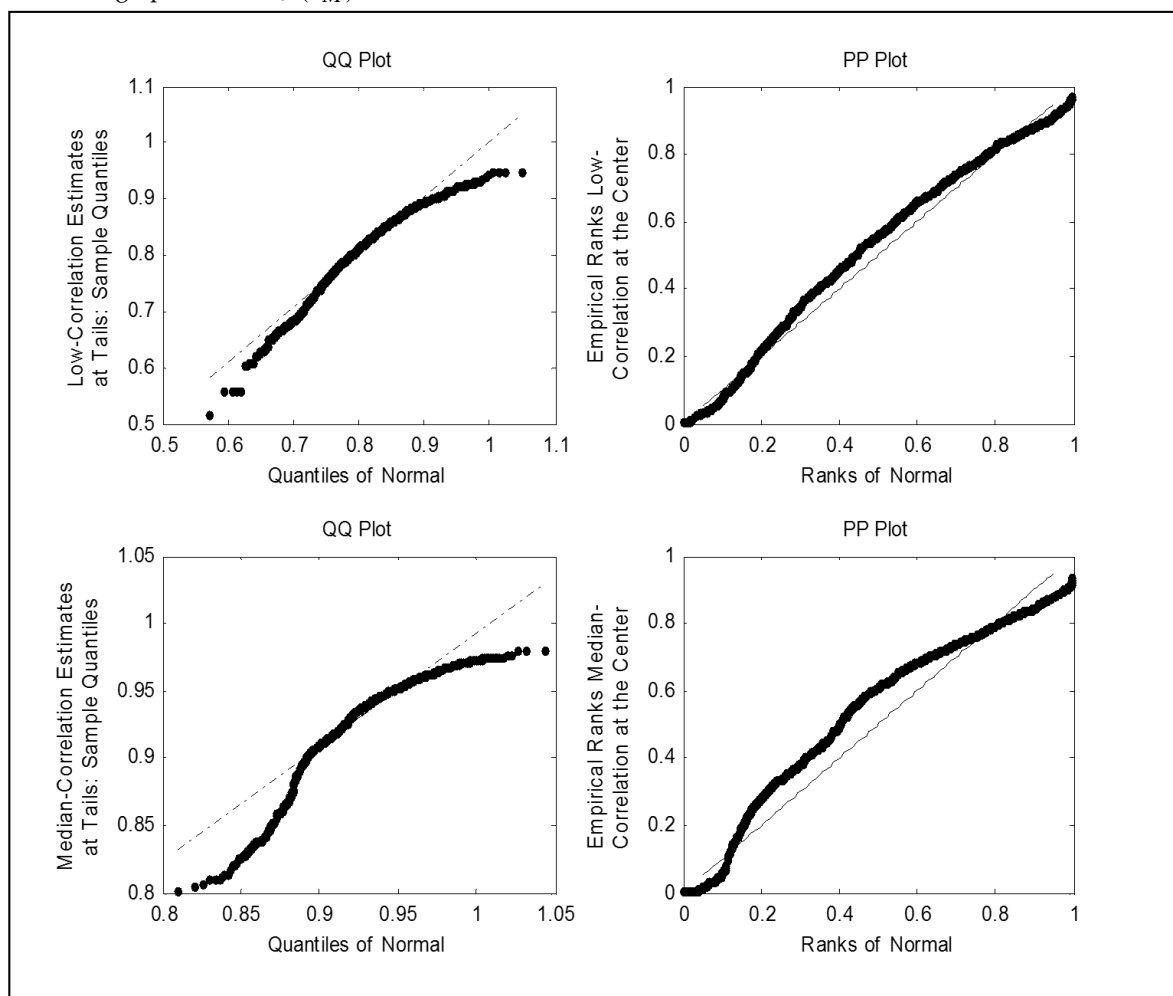 QQ Plot
1.1
1
0.9
0.8
0.7
0.6
0.5
Low-Correlation Estimates
at Tails: Sample Quantiles
0.5 0.6 0.7 0.8 0.9 1 1.1
Quantiles of Normal
PP Plot
1
0.8
0.6
0.4
0.2
0
Empirical Ranks Low-
Correlation at the Center
0 0.2 0.4 0.6 0.8 1
Ranks of Normal
QQ Plot
1.05
1
0.95
0.9
0.85
0.8
Median-Correlation Estimates
at Tails: Sample Quantiles
0.8 0.85 0.9 0.95 1 1.05
Quantiles of Normal
PP Plot
1
0.8
0.6
0.4
0.2
0
Empirical Ranks Median-
Correlation at the Center
0 0.2 0.4 0.6 0.8 1
Ranks of Normal